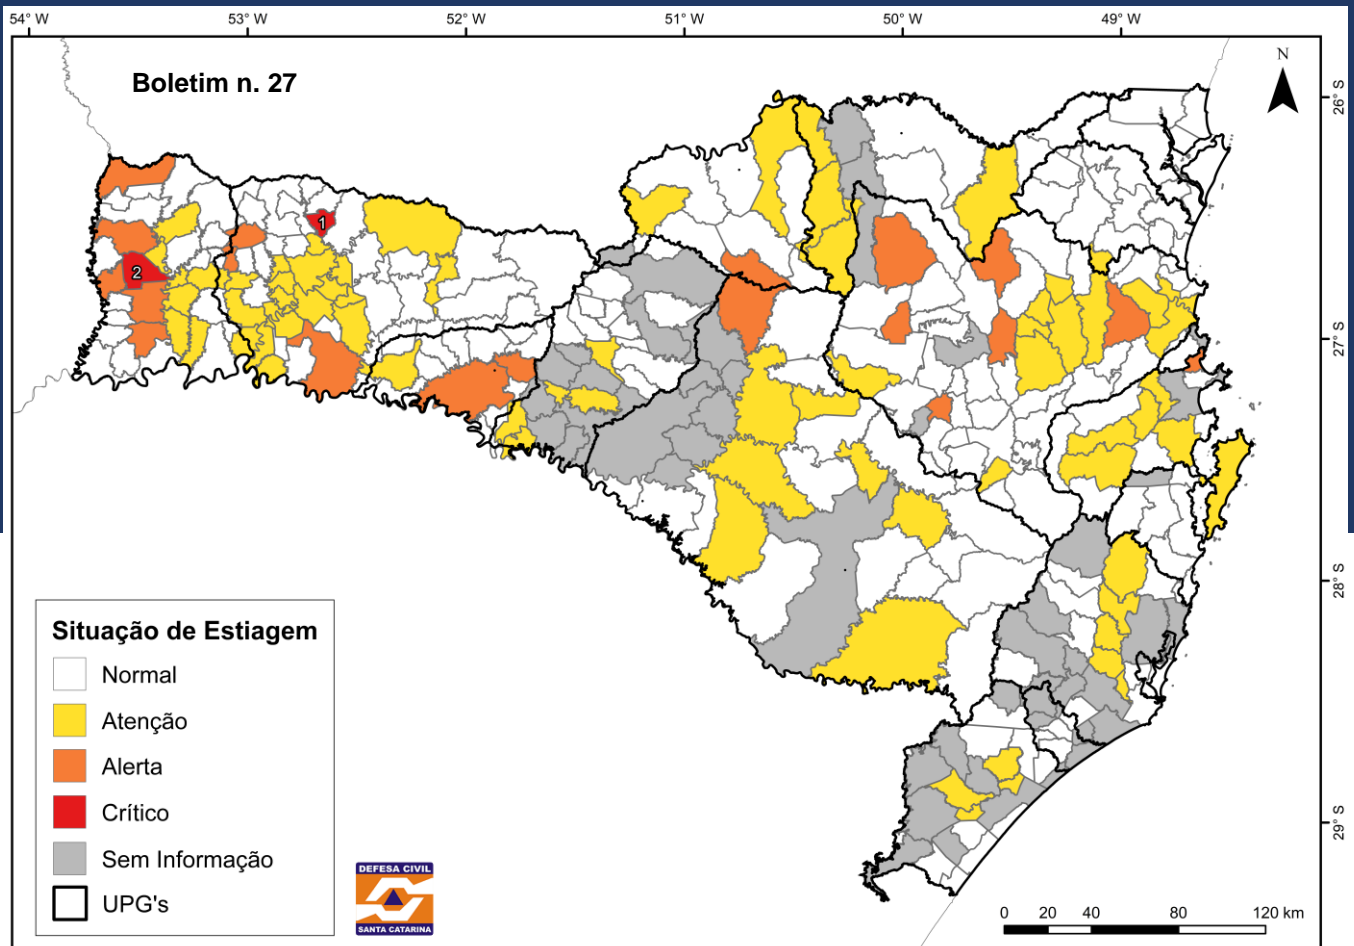 54° W 53° W 52° W 51° W 50° W 49° W
Boletim n. 27
N
26° S
27° S
28° S
29° S
1
2
Situação de Estiagem
Normal
Atenção
Alerta
Crítico
Sem Informação
UPG's
DEFESA CIVIL
SANTA CATARINA
0 20 40 80 120 km